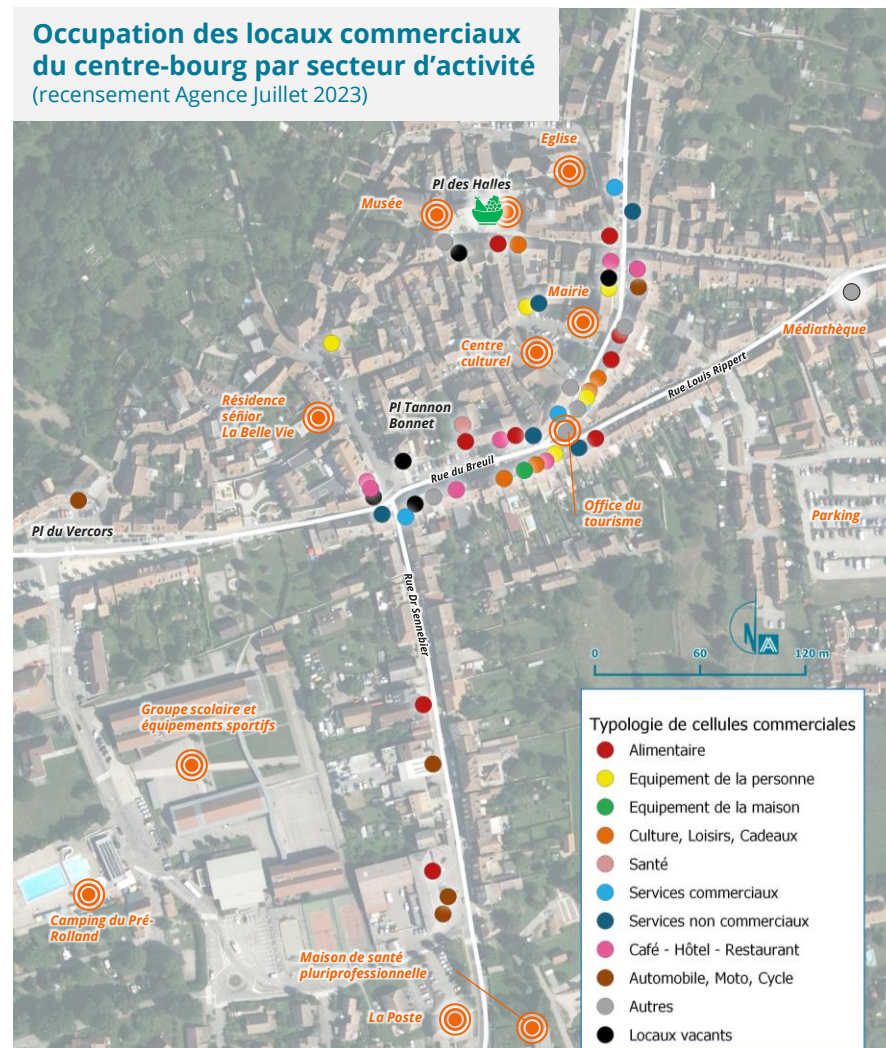 Occupation des locaux commerciaux
du centre-bourg par secteur d'activité
(recensement Agence Juillet 2023)
Eglise
Pl des Halles
Musée
Mairie
Médiathèque
Centre
culturel
Rue Louis Rippert
Résidence
séñior
La Belle Vie
Pl Tannon
Bonnet
Rue du Breuil
Office du
tourisme
Parking
Pl du Vercors
Rue Dr Sennebier
N
0 60 120 m
Groupe scolaire et
équipements sportifs
Camping du Pré-
Rolland
Maison de santé
pluriprofessionnelle
La Poste
Typologie de cellules commerciales
Alimentaire
Equipement de la personne
Equipement de la maison
Culture, Loisirs, Cadeaux
Santé
Services commerciaux
Services non commerciaux
Café - Hôtel - Restaurant
Automobile, Moto, Cycle
Autres
Locaux vacants